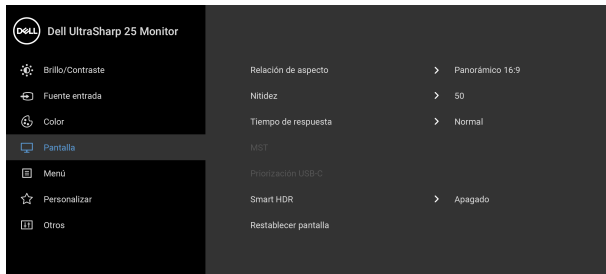 DELL Dell UltraSharp 25 Monitor
Brillo/Contraste
Fuente entrada
Color
Pantalla
Menú
Personalizar
Otros
Relación de aspecto > Panorámico 16:9
Nitidez > 50
Tiempo de respuesta > Normal
MST
Priorización USB-C
Smart HDR > Apagado
Restablecer pantalla